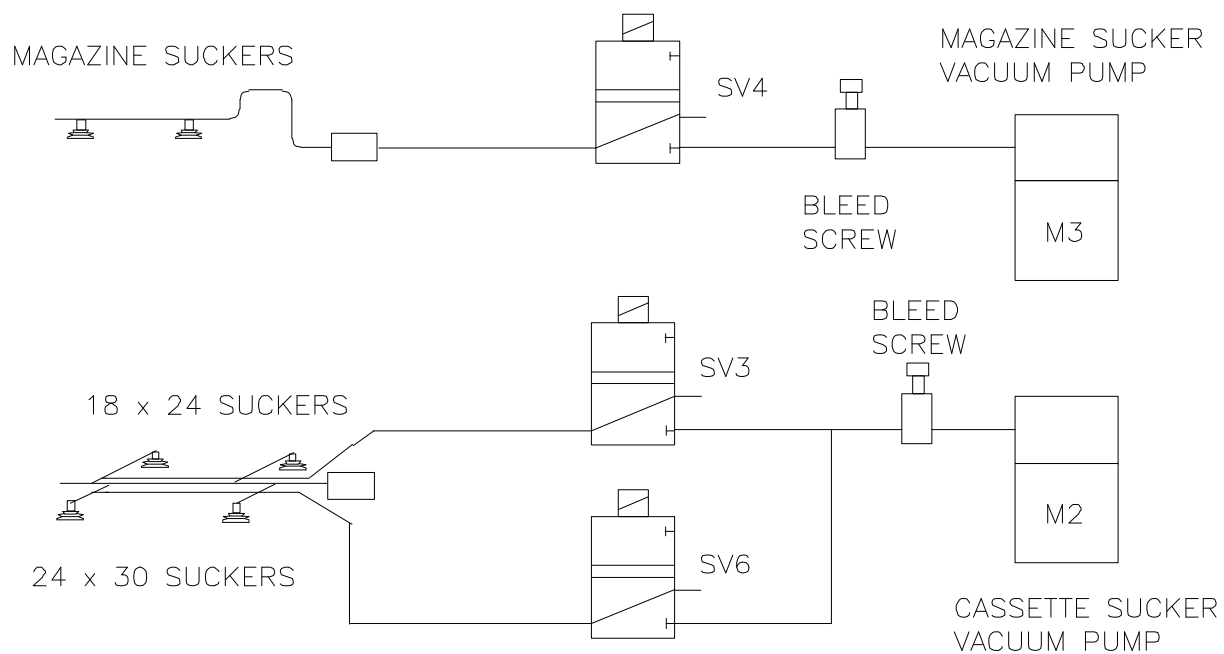 MAGAZINE SUCKERS
SV4
MAGAZINE SUCKER
VACUUM PUMP
BLEED
SCREW
M3
18 x 24 SUCKERS
SV3
BLEED
SCREW
M2
24 x 30 SUCKERS
SV6
CASSETTE SUCKER
VACUUM PUMP